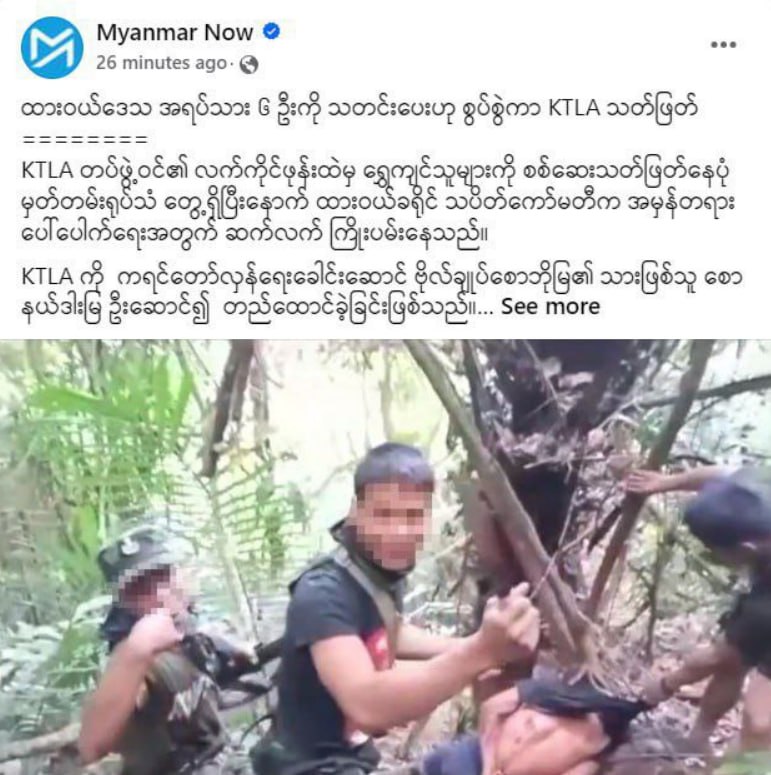 Myanmar Now
26 minutes ago ·
ထားဝယ်ဒေသ အရပ်သား ၆ ဦးကို သတင်းပေးဟု စွပ်စွဲကာ KTLA သတ်ဖြတ်
========
KTLA တပ်ဖွဲ့ဝင်၏ လက်ကိုင်ဖုန်းထဲမှ ရွှေကျင်သူများကို စစ်ဆေးသတ်ဖြတ်နေပုံ
မှတ်တမ်းရုပ်သံ တွေ့ရှိပြီးနောက် ထားဝယ်ခရိုင် သပိတ်ကော်မတီက အမှန်တရား
ပေါ်ပေါက်ရေးအတွက် ဆက်လက် ကြိုးပမ်းနေသည်။
KTLA ကို ကရင်တော်လှန်ရေးခေါင်းဆောင် ဗိုလ်ချုပ်စောဘိုမြ၏ သားဖြစ်သူ စော
နယ်ဒါးမြ ဦးဆောင်၍ တည်ထောင်ခဲ့ခြင်းဖြစ်သည်။... See more